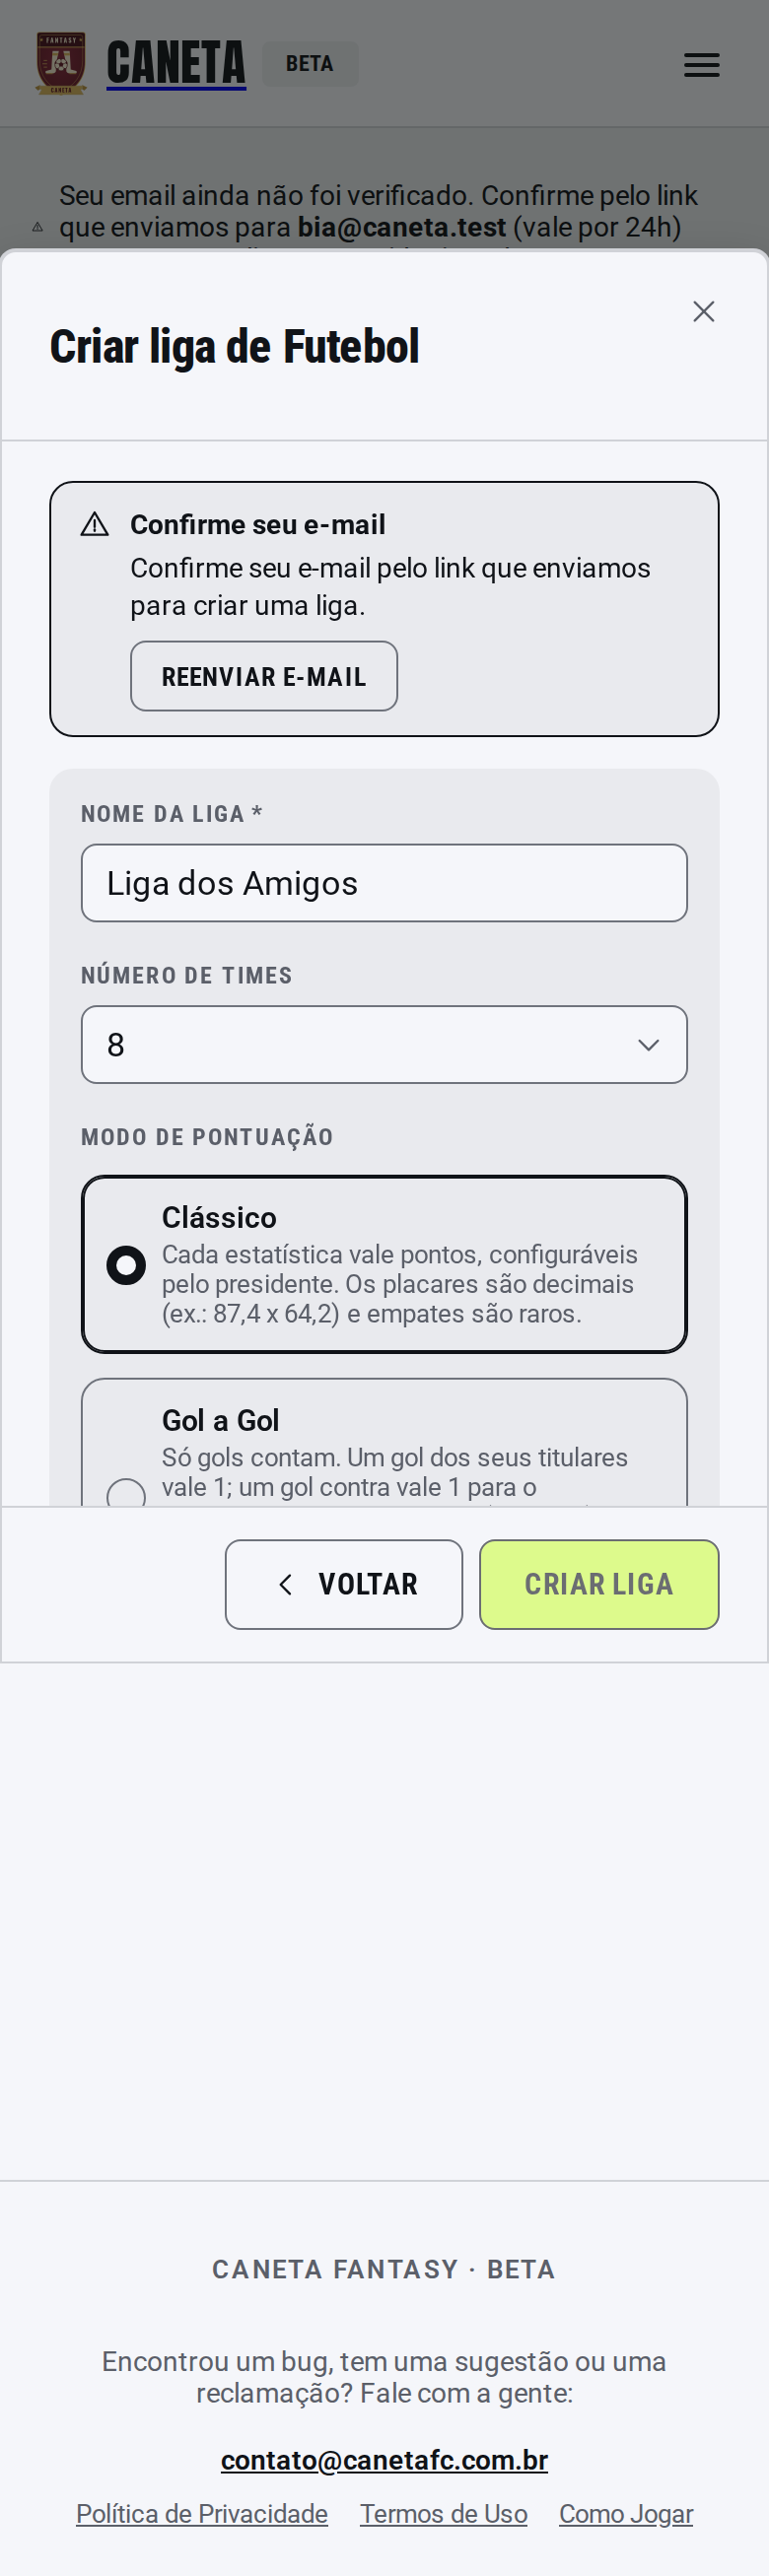 FANTASY
CANETA
CANETA
BETA
Seu email ainda não foi verificado. Confirme pelo link
que enviamos para bia@caneta.test (vale por 24h)
Criar liga de Futebol
Confirme seu e-mail
Confirme seu e-mail pelo link que enviamos
para criar uma liga.
REENVIAR E-MAIL
NOME DA LIGA *
Liga dos Amigos
NÚMERO DE TIMES
8
MODO DE PONTUAÇÃO
Clássico
Cada estatística vale pontos, configuráveis
pelo presidente. Os placares são decimais
(ex.: 87,4 x 64,2) e empates são raros.
Gol a Gol
Só gols contam. Um gol dos seus titulares
vale 1; um gol contra vale 1 para o
VOLTAR
CRIAR LIGA
CANETA FANTASY · BETA
Encontrou um bug, tem uma sugestão ou uma
reclamação? Fale com a gente:
contato@canetafc.com.br
Política de Privacidade Termos de Uso Como Jogar